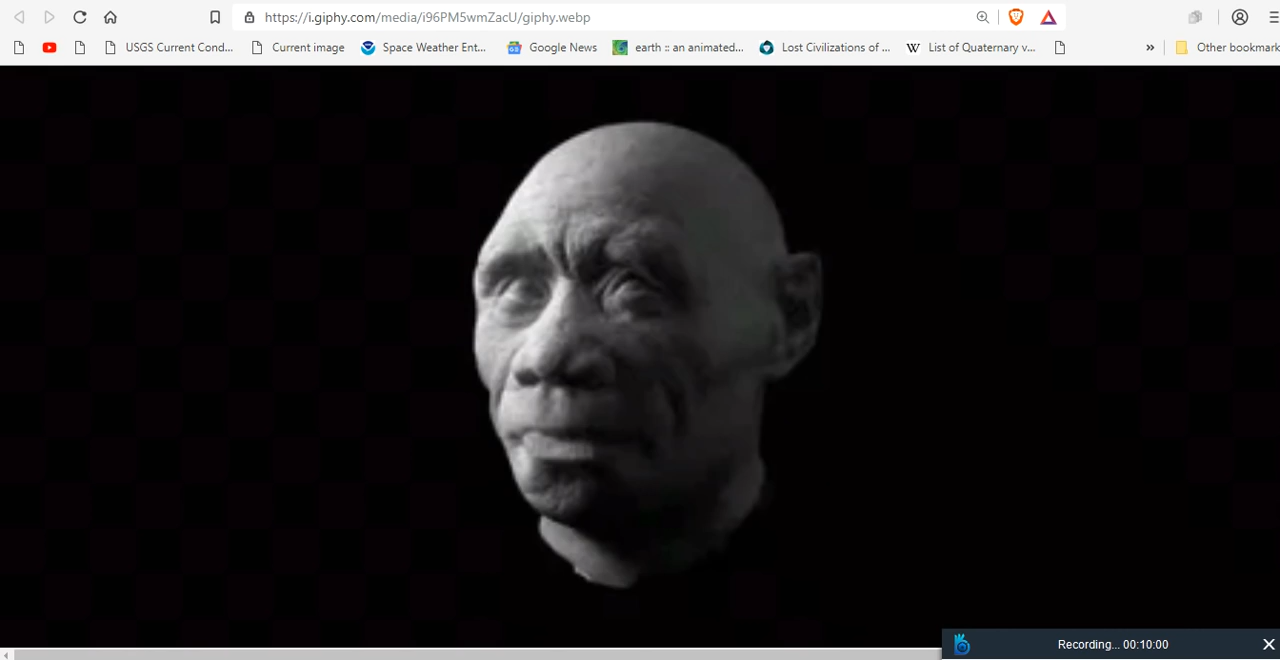 https://i.giphy.com/media/i96PM5wmZacU/giphy.webp
USGS Current Cond... Current image Space Weather Ent... Google News earth :: an animated... Lost Civilizations of ... W List of Quaternary v... » Other bookmark
Recording... 00:10:00